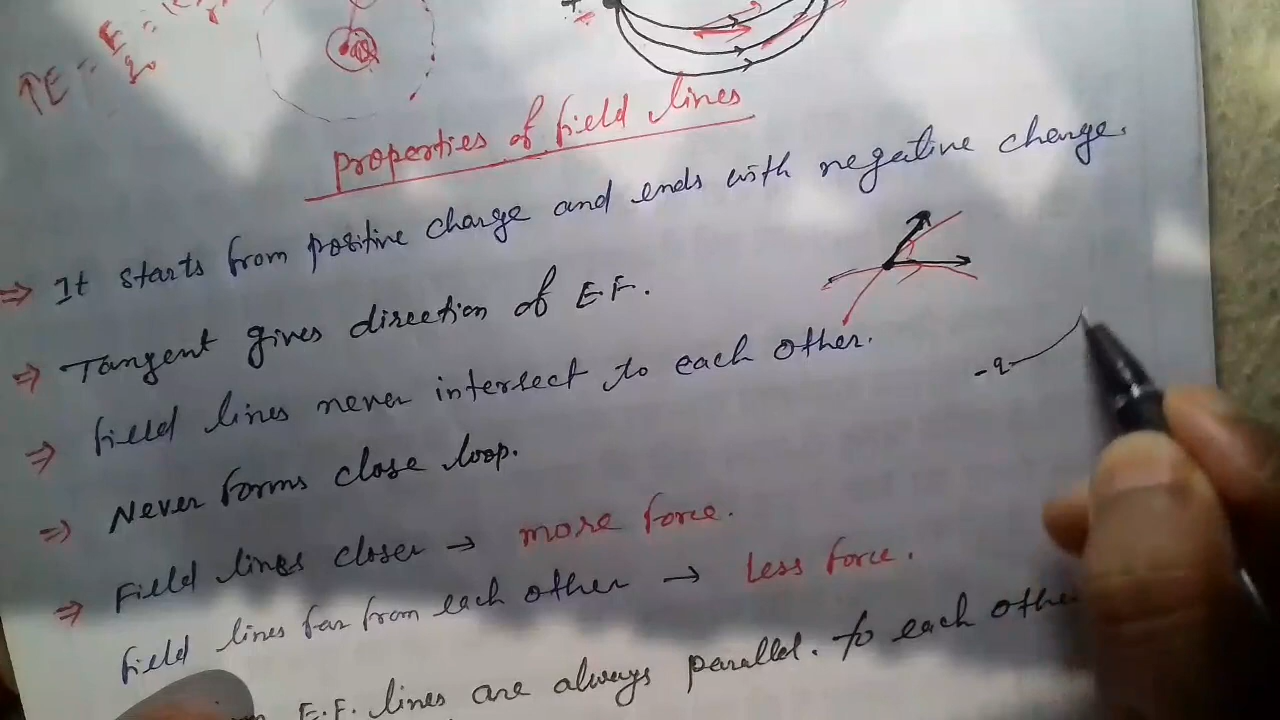 ↑E = E/q₀ =
Properties of field lines
⇒ It starts from positive charge and ends with negative charge.
⇒ Tangent gives direction of E.F.
⇒ Field lines never intersect to each other.
-q
⇒ Never forms close loop.
⇒ Field lines closer → more force.
Field lines far from each other → Less force.
E.F. lines are always parallel. to each othe